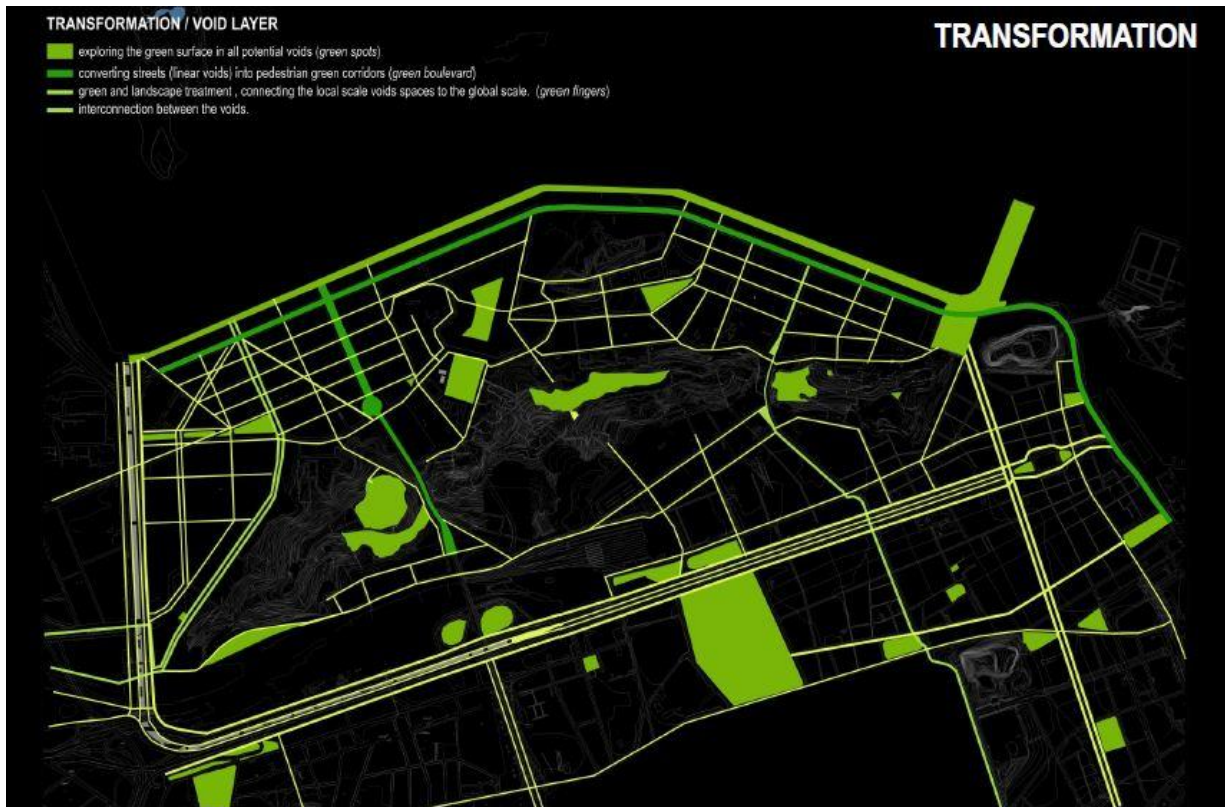 TRANSFORMATION / VOID LAYER
TRANSFORMATION
exploring the green surface in all potential voids (green spots)
converting streets (linear voids) into pedestrian green corridors (green boulevard)
green and landscape treatment , connecting the local scale voids spaces to the global scale. (green fingers)
interconnection between the voids.